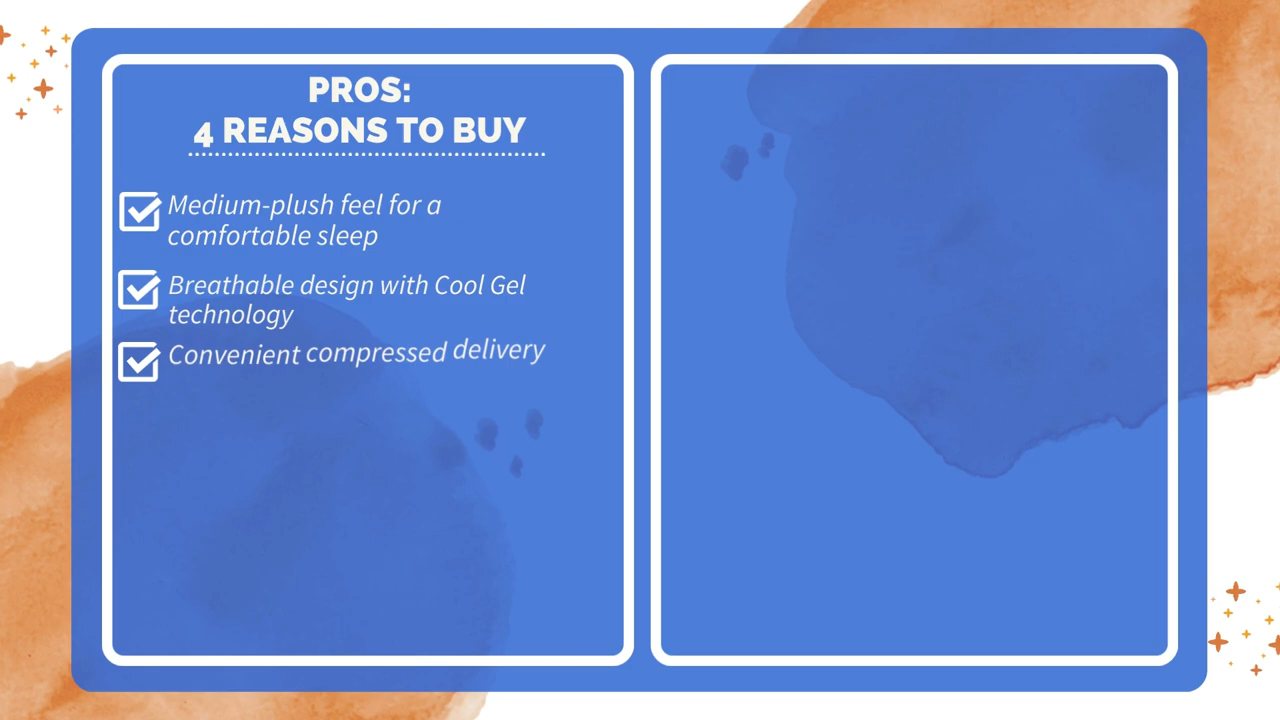 PROS:
4 REASONS TO BUY
Medium-plush feel for a
comfortable sleep
Breathable design with Cool Gel
technology
Convenient compressed delivery